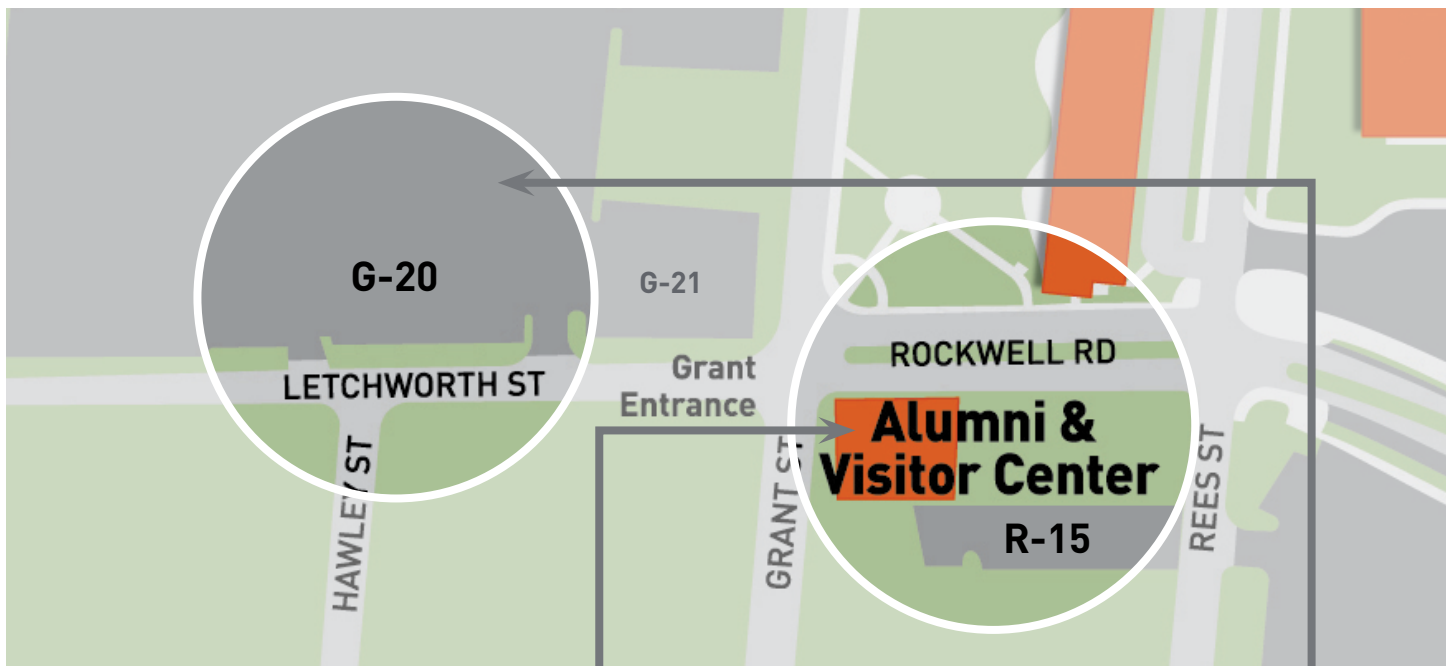 G-20
G-21
Grant
Entrance
ROCKWELL RD
LETCHWORTH ST
Alumni &
Visitor Center
HAWLEY ST
GRANT ST
REES ST
R-15